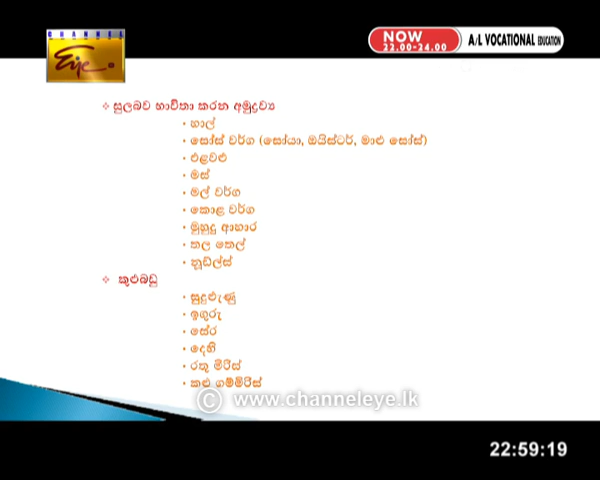 CHANNEL
Eye
NOW
22.00-24.00
A/L VOCATIONAL EDUCATION
❖ සුලබව භාවිතා කරන අමුද්‍රව්‍ය
• හාල්
• සෝස් වර්ග (සෝයා, ඔයිස්ටර්, මාළු සෝස්)
• එළවළු
• මස්
• මල් වර්ග
• කොළ වර්ග
• මුහුදු ආහාර
• තල තෙල්
• නූඩ්ල්ස්
❖ කුළුබඩු
• සුදුළුෑණු
• ඉගුරු
• සේර
• දෙහි
• රතු මිරිස්
• කළු ගම්මිරිස්
© www.channeleye.lk
22:59:19